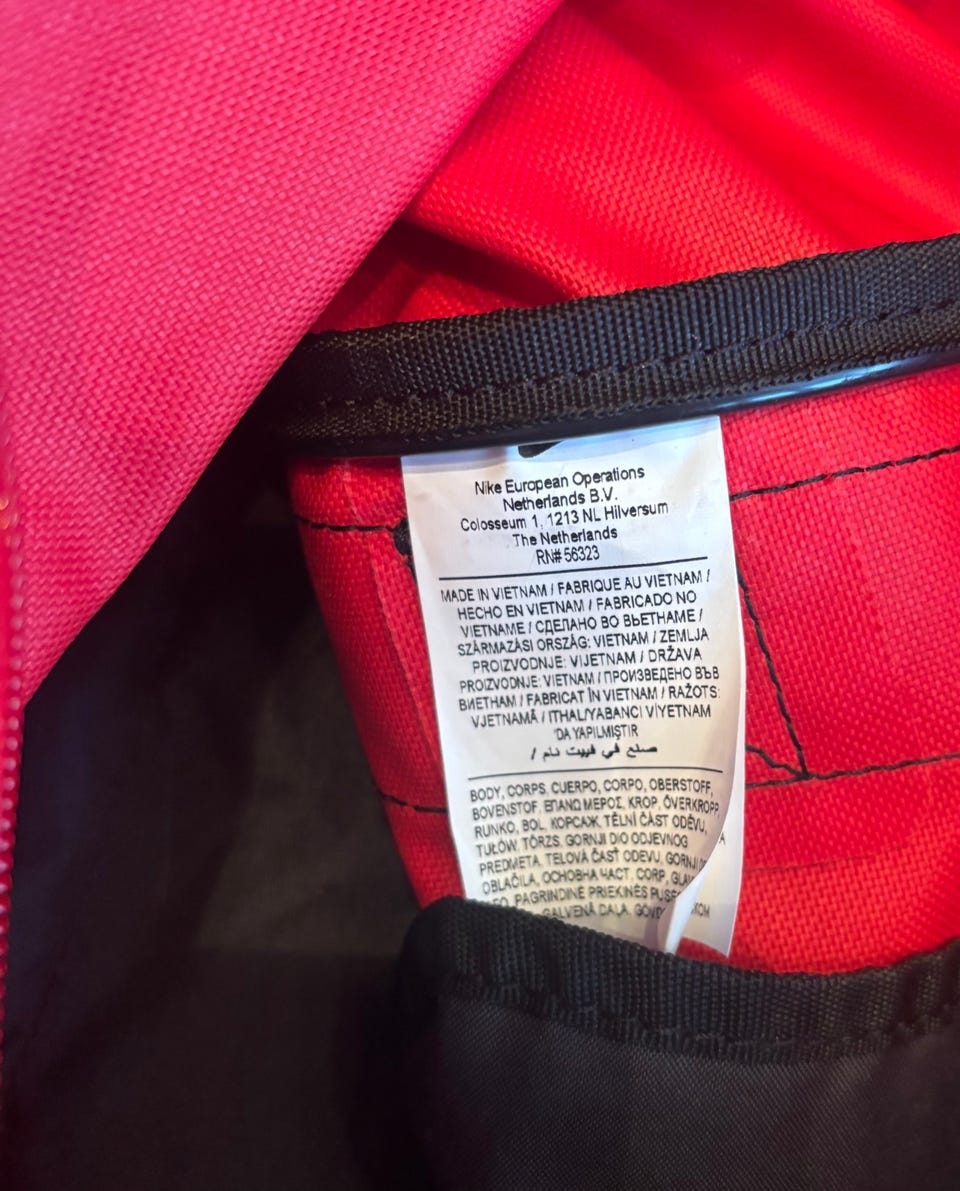 Nike European Operations
Netherlands B.V.
Colosseum 1, 1213 NL Hilversum
The Netherlands
RN# 56323
MADE IN VIETNAM / FABRIQUE AU VIETNAM /
HECHO EN VIETNAM / FABRICADO NO
VIETNAME / СДЕЛАНО ВО ВЬЕТНАМЕ /
SZÁRMAZÁSI ORSZÁG: VIETNAM / ZEMLJA
PROIZVODNJE: VIJETNAM / DRŽAVA
PROIZVODNJE: VIETNAM / ПРОИЗВЕДЕНО ВЪВ
ВИЕТНАМ / FABRICAT ÎN VIETNAM / RAŽOTS:
VJETNAMĀ / ITHAL/YABANCI VİYETNAM
'DA YAPILMIŞTIR
صنع في فييت نام /
BODY, CORPS, CUERPO, CORPO, OBERSTOFF,
BOVENSTOF, ΕΠΑΝΩ ΜΕΡΟΣ, KROP, ÖVERKROPP,
RUNKO, BOL, КОРСАЖ, TĚLNÍ ČÁST ODĚVU,
TUŁÓW, TÖRZS, GORNJI DIO ODJEVNOG
PREDMETA, TELOVÁ ČASŤ ODEVU, GORNJI
OBLAČILA, ОСНОВНА ЧАСТ, CORP,
PAGRINDINĖ PRIEKINĖS
GALVENĀ DAĻA,